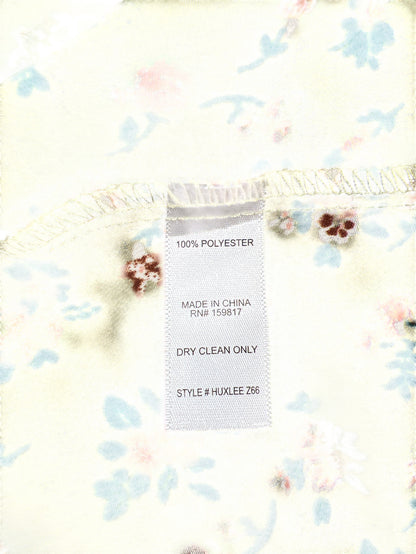 100% POLYESTER
MADE IN CHINA
RN# 159817
DRY CLEAN ONLY
STYLE # HUXLEE Z66